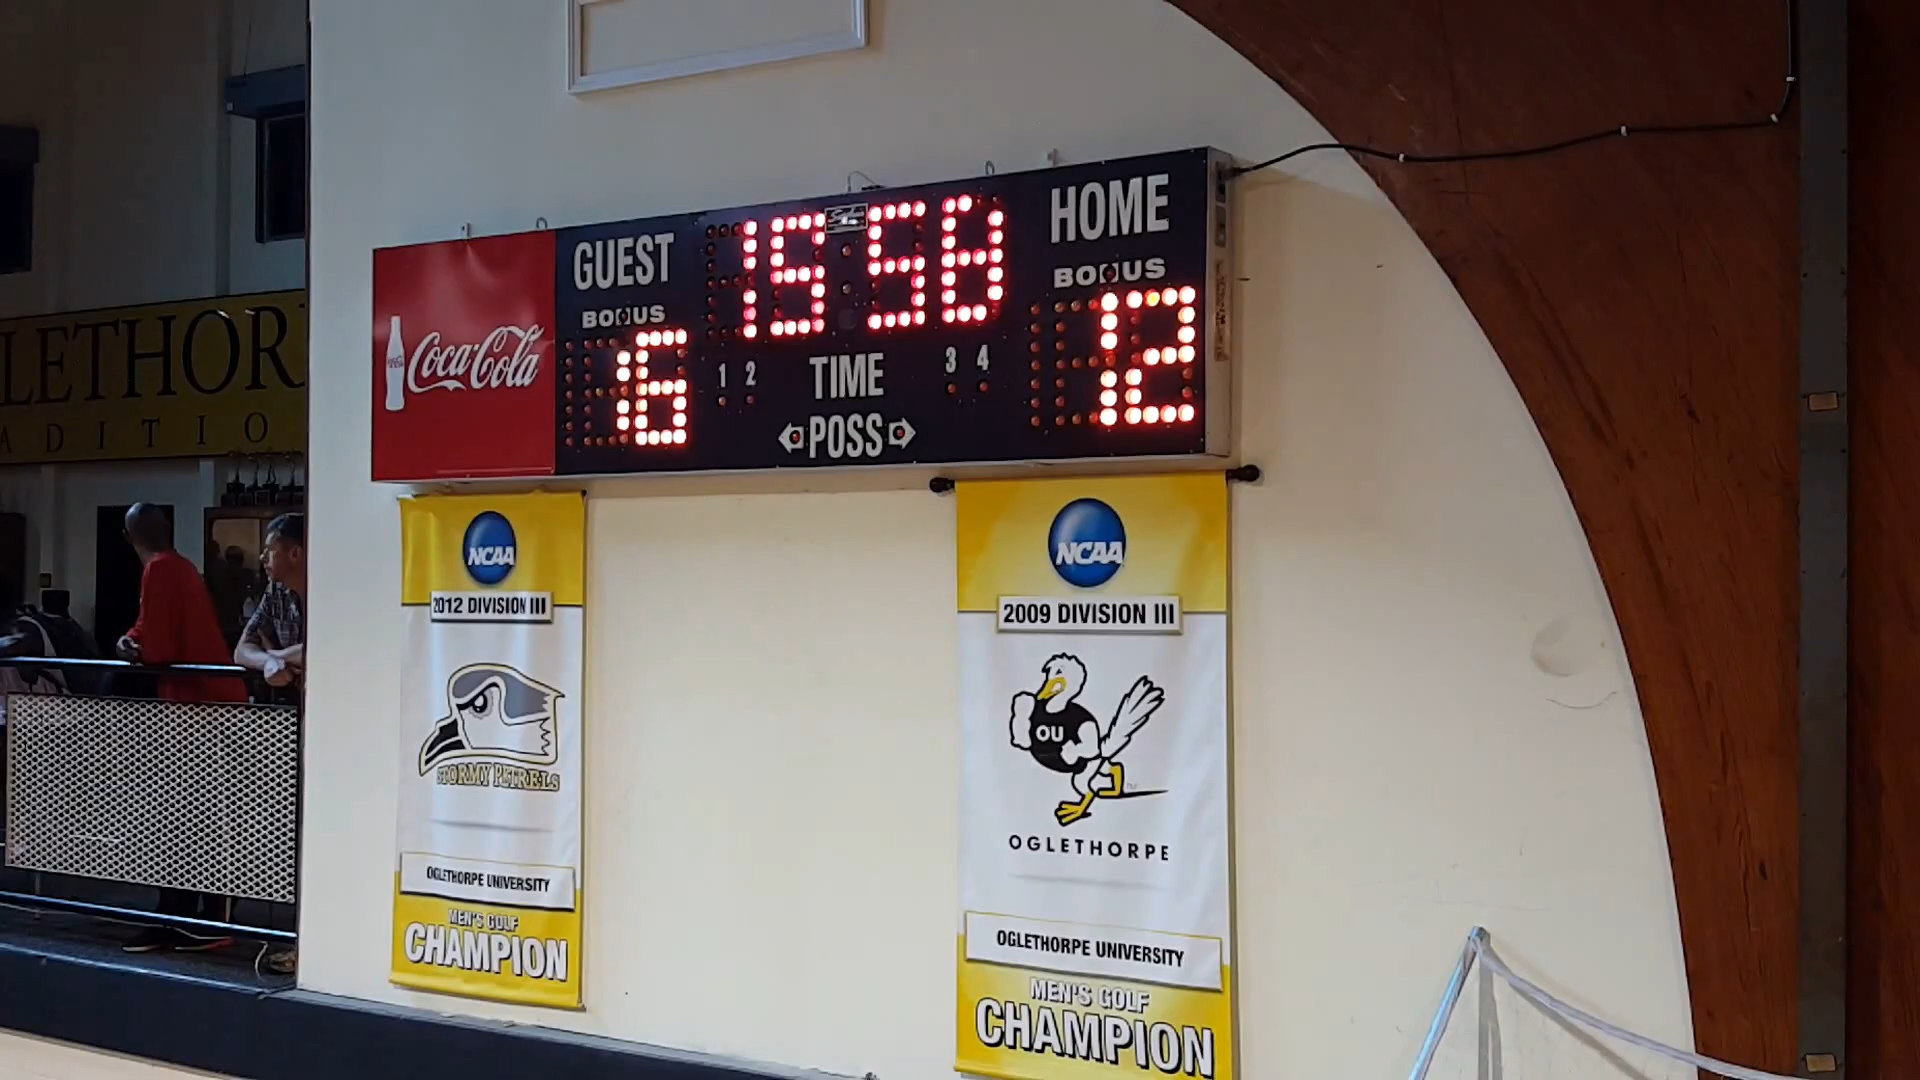 LETHOR
ADITIO
Coca-Cola
GUEST
BONUS
16
15 58
1 2
TIME
3 4
POSS
HOME
BONUS
12
NCAA
2012 DIVISION III
STORMY PETRELS
OGLETHORPE UNIVERSITY
MEN'S GOLF
CHAMPION
NCAA
2009 DIVISION III
OU
TM
OGLETHORPE
OGLETHORPE UNIVERSITY
MEN'S GOLF
CHAMPION